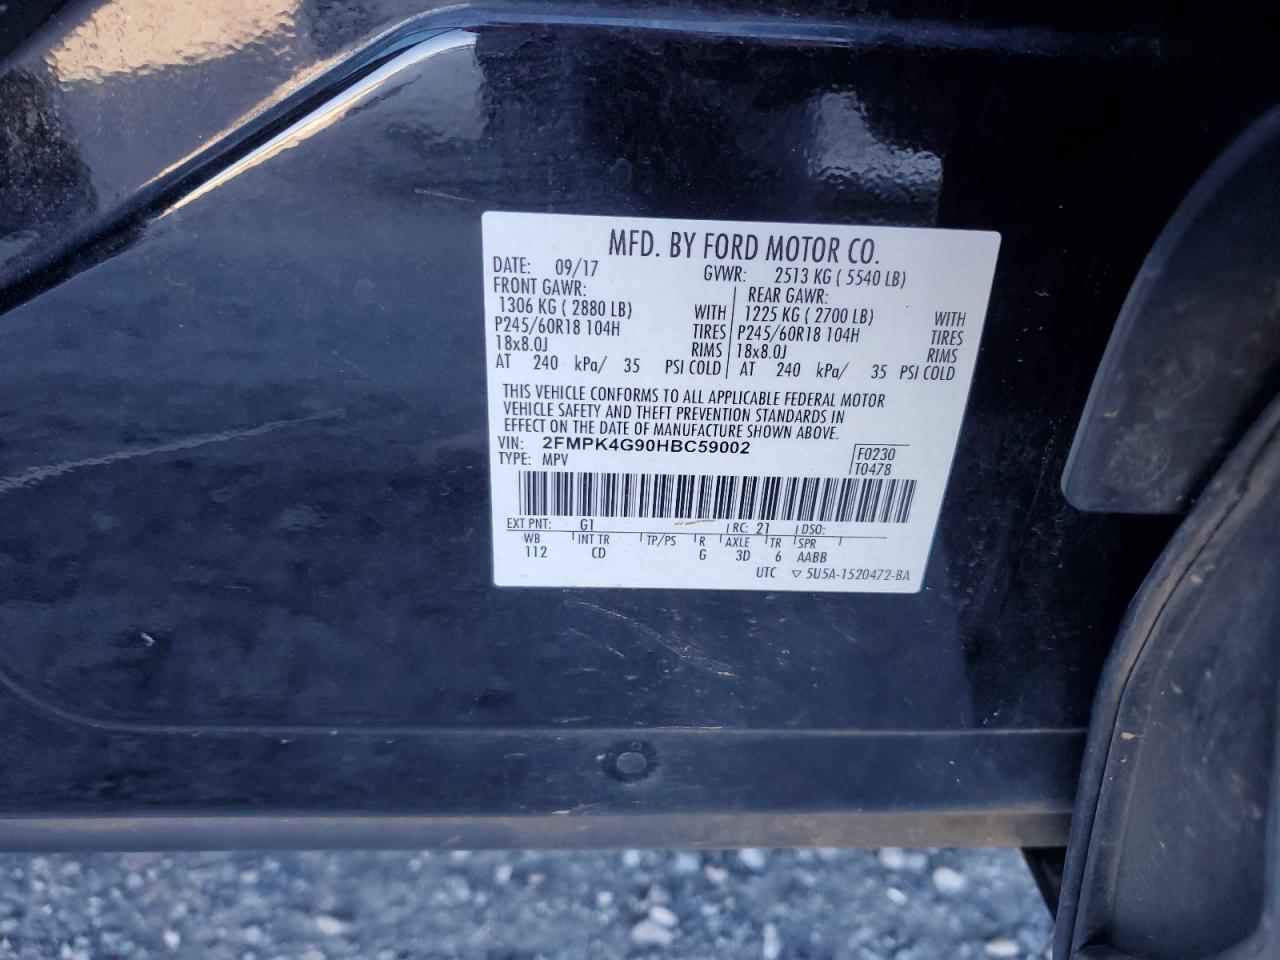 MFD. BY FORD MOTOR CO.
DATE: 09/17 GVWR: 2513 KG ( 5540 LB)
FRONT GAWR: REAR GAWR:
1306 KG ( 2880 LB) WITH 1225 KG ( 2700 LB) WITH
P245/60R18 104H TIRES P245/60R18 104H TIRES
18x8.0J RIMS 18x8.0J RIMS
AT 240 kPa/ 35 PSI COLD AT 240 kPa/ 35 PSI COLD
THIS VEHICLE CONFORMS TO ALL APPLICABLE FEDERAL MOTOR
VEHICLE SAFETY AND THEFT PREVENTION STANDARDS IN
EFFECT ON THE DATE OF MANUFACTURE SHOWN ABOVE.
VIN: 2FMPK4G90HBC59002
TYPE: MPV F0230
T0478
EXT PNT: G1 RC: 21 DSO:
WB INT TR TP/PS R AXLE TR SPR
112 CD G 3D 6 AABB
UTC ▽ 5U5A-1520472-BA